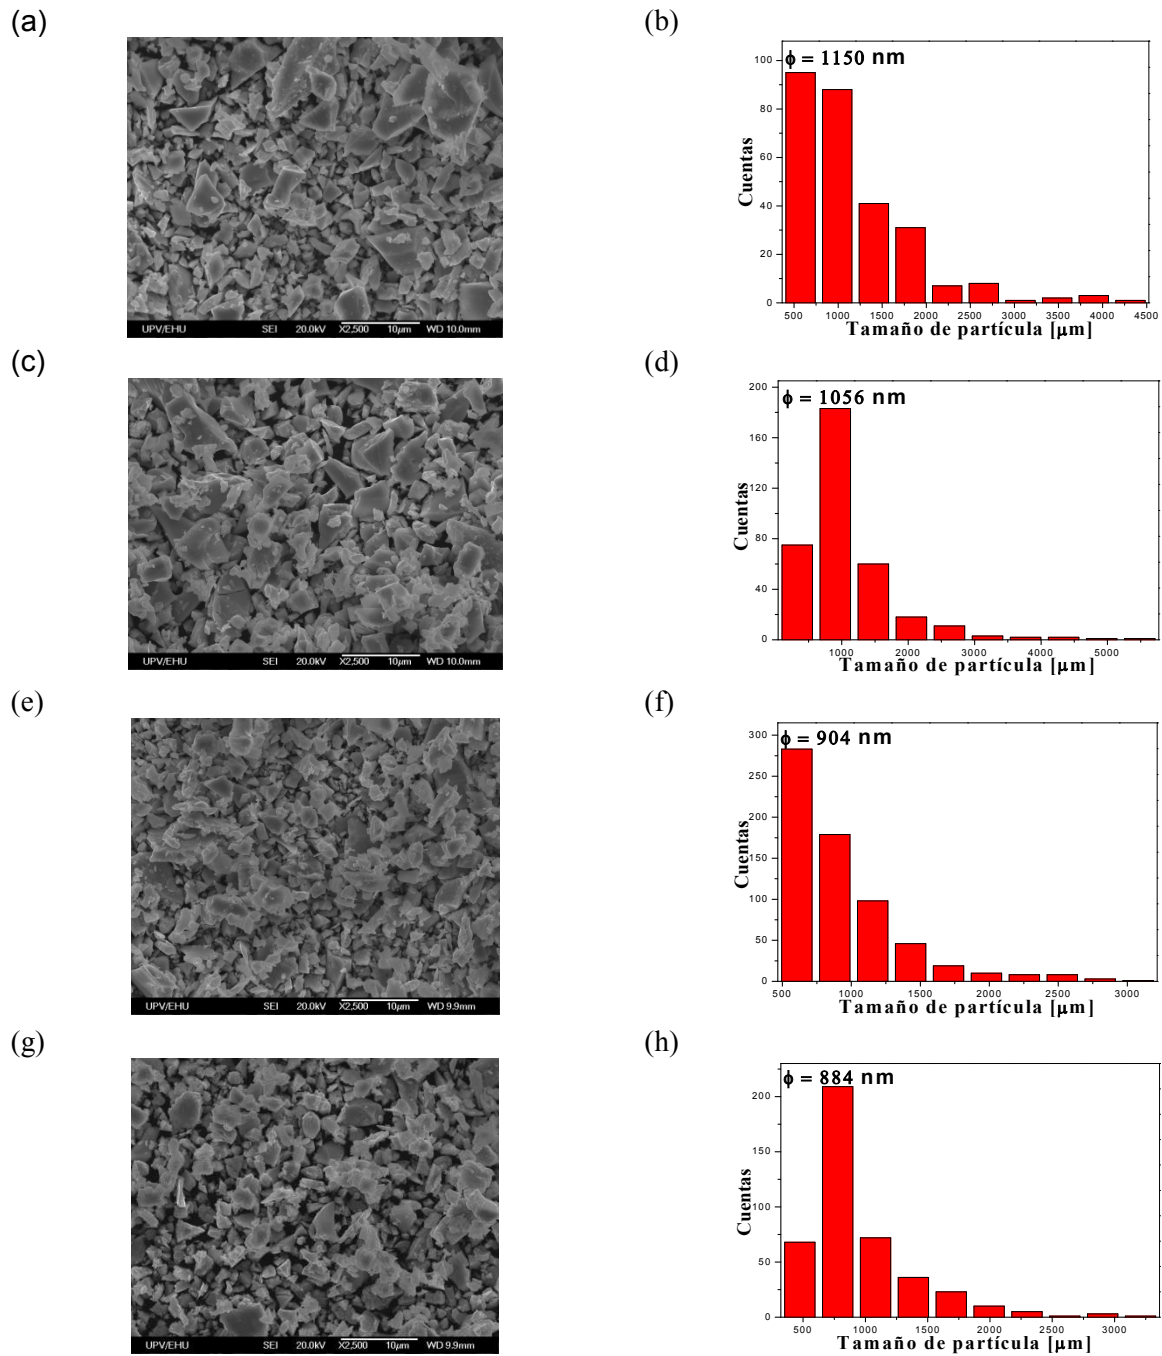 (a)
(b)
UPV/EHU SEI 20.0kV X2,500 10μm WD 10.0mm
ϕ = 1150 nm
Cuentas
100
80
60
40
20
0
500 1000 1500 2000 2500 3000 3500 4000 4500
Tamaño de partícula [μm]
(c)
(d)
UPV/EHU SEI 20.0kV X2,500 10μm WD 10.0mm
ϕ = 1056 nm
Cuentas
200
160
120
80
40
0
1000 2000 3000 4000 5000
Tamaño de partícula [μm]
(e)
(f)
UPV/EHU SEI 20.0kV X2,500 10μm WD 9.9mm
ϕ = 904 nm
Cuentas
300
250
200
150
100
50
0
500 1000 1500 2000 2500 3000
Tamaño de partícula [μm]
(g)
(h)
UPV/EHU SEI 20.0kV X2,500 10μm WD 9.9mm
ϕ = 884 nm
Cuentas
200
150
100
50
0
500 1000 1500 2000 2500 3000
Tamaño de partícula [μm]